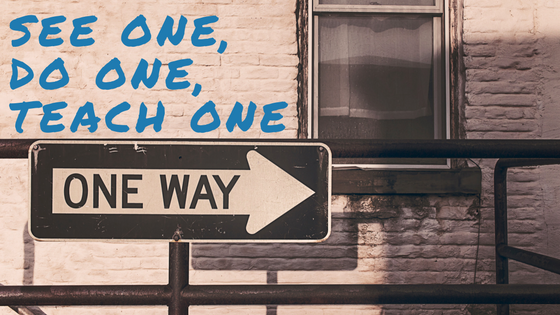 SEE ONE,
DO ONE,
TEACH ONE
ONE WAY